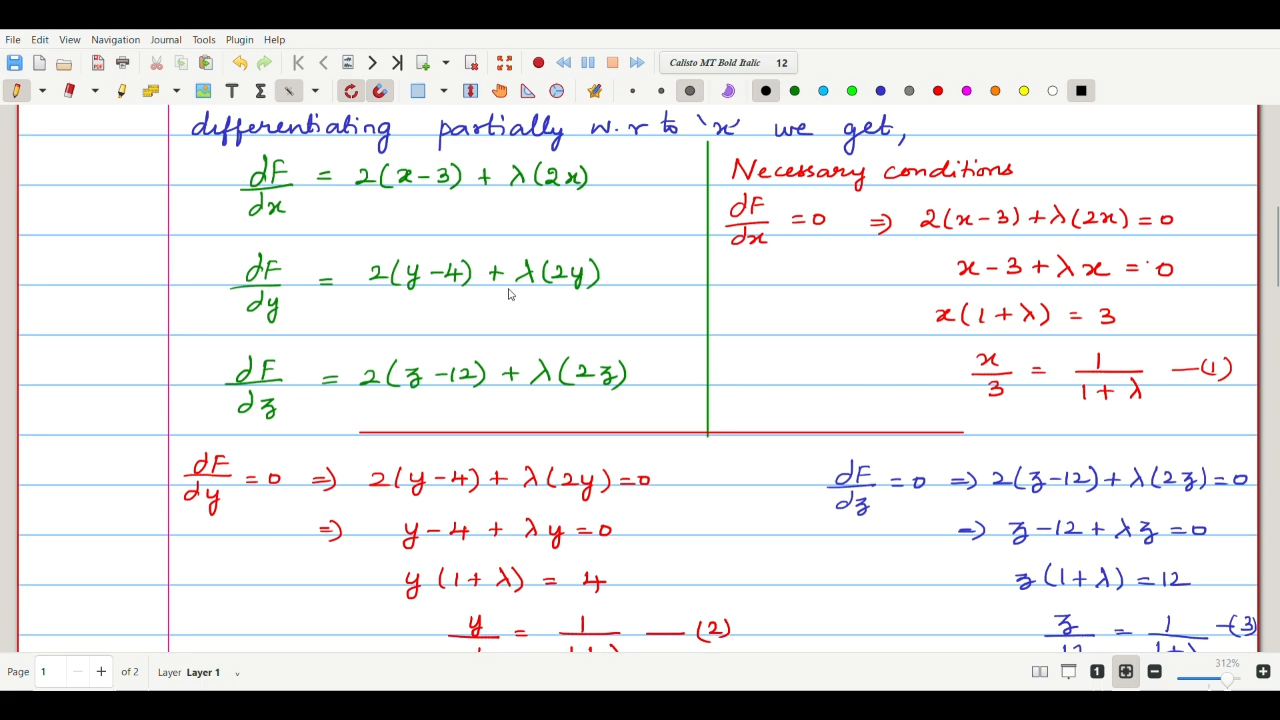 File Edit View Navigation Journal Tools Plugin Help
Calisto MT Bold Italic 12
differentiating partially w.r to 'x' we get,
dF/dx = 2(x-3) + λ(2x)
dF/dy = 2(y-4) + λ(2y)
dF/dz = 2(z-12) + λ(2z)
Necessary conditions
dF/dx = 0 ⇒ 2(x-3)+λ(2x)=0
x-3+λx = 0
x(1+λ) = 3
x/3 = 1/(1+λ) —(1)
dF/dy = 0 ⇒ 2(y-4)+λ(2y)=0
⇒ y-4+λy=0
y(1+λ) = 4
y = 1 —(2)
dF/dz = 0 ⇒ 2(z-12)+λ(2z)=0
⇒ z-12+λz=0
z(1+λ)=12
z/12 = 1/(1+λ) —(3)
Page 1 of 2 Layer Layer 1
1
312%